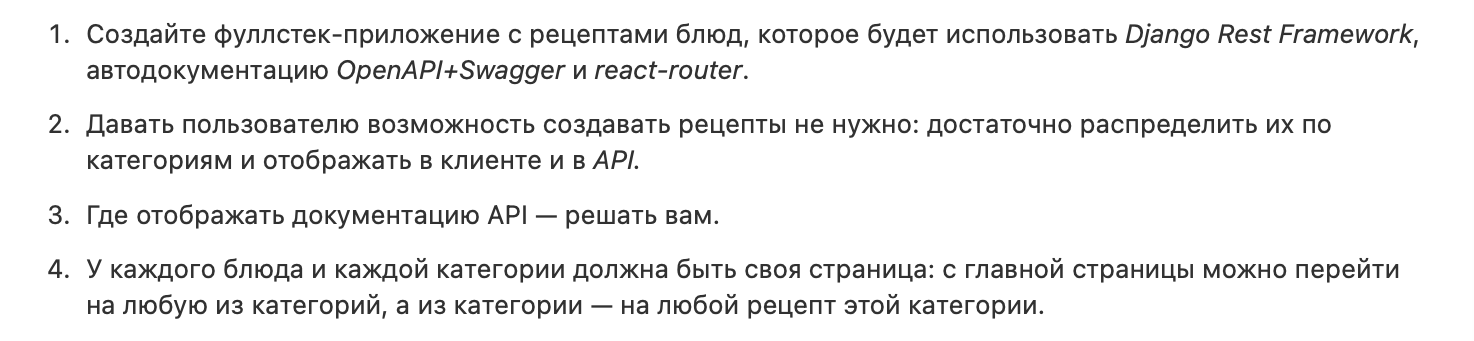 1. Создайте фуллстек-приложение с рецептами блюд, которое будет использовать Django Rest Framework,
автодокументацию OpenAPI+Swagger и react-router.
2. Давать пользователю возможность создавать рецепты не нужно: достаточно распределить их по
категориям и отображать в клиенте и в API.
3. Где отображать документацию API — решать вам.
4. У каждого блюда и каждой категории должна быть своя страница: с главной страницы можно перейти
на любую из категорий, а из категории — на любой рецепт этой категории.